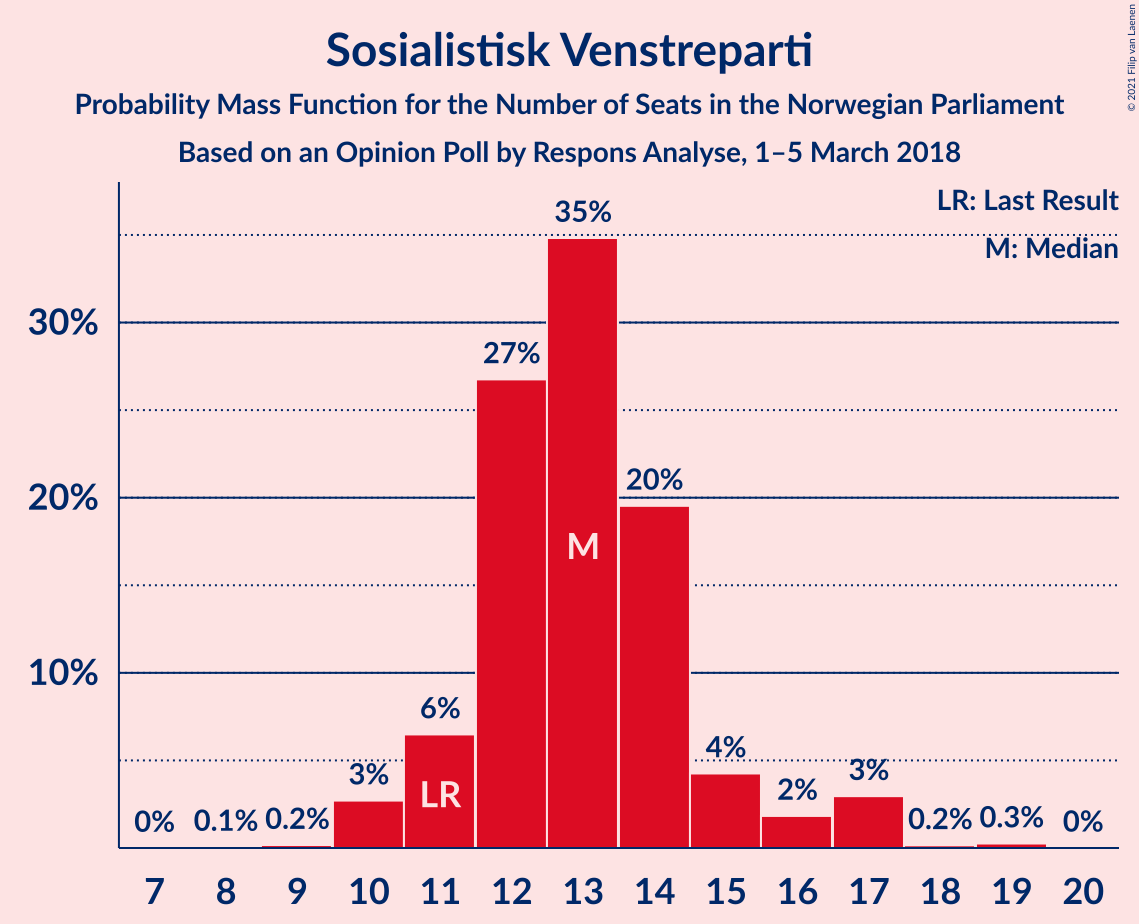 Sosialistisk Venstreparti
Probability Mass Function for the Number of Seats in the Norwegian Parliament
Based on an Opinion Poll by Respons Analyse, 1–5 March 2018
© 2021 Filip van Laenen
LR: Last Result
M: Median
35%
30%
27%
20%
20%
M
10%
6%
4%
3%
3%
2%
LR
0%
0.1%
0.2%
0.2%
0.3%
0%
7 8 9 10 11 12 13 14 15 16 17 18 19 20